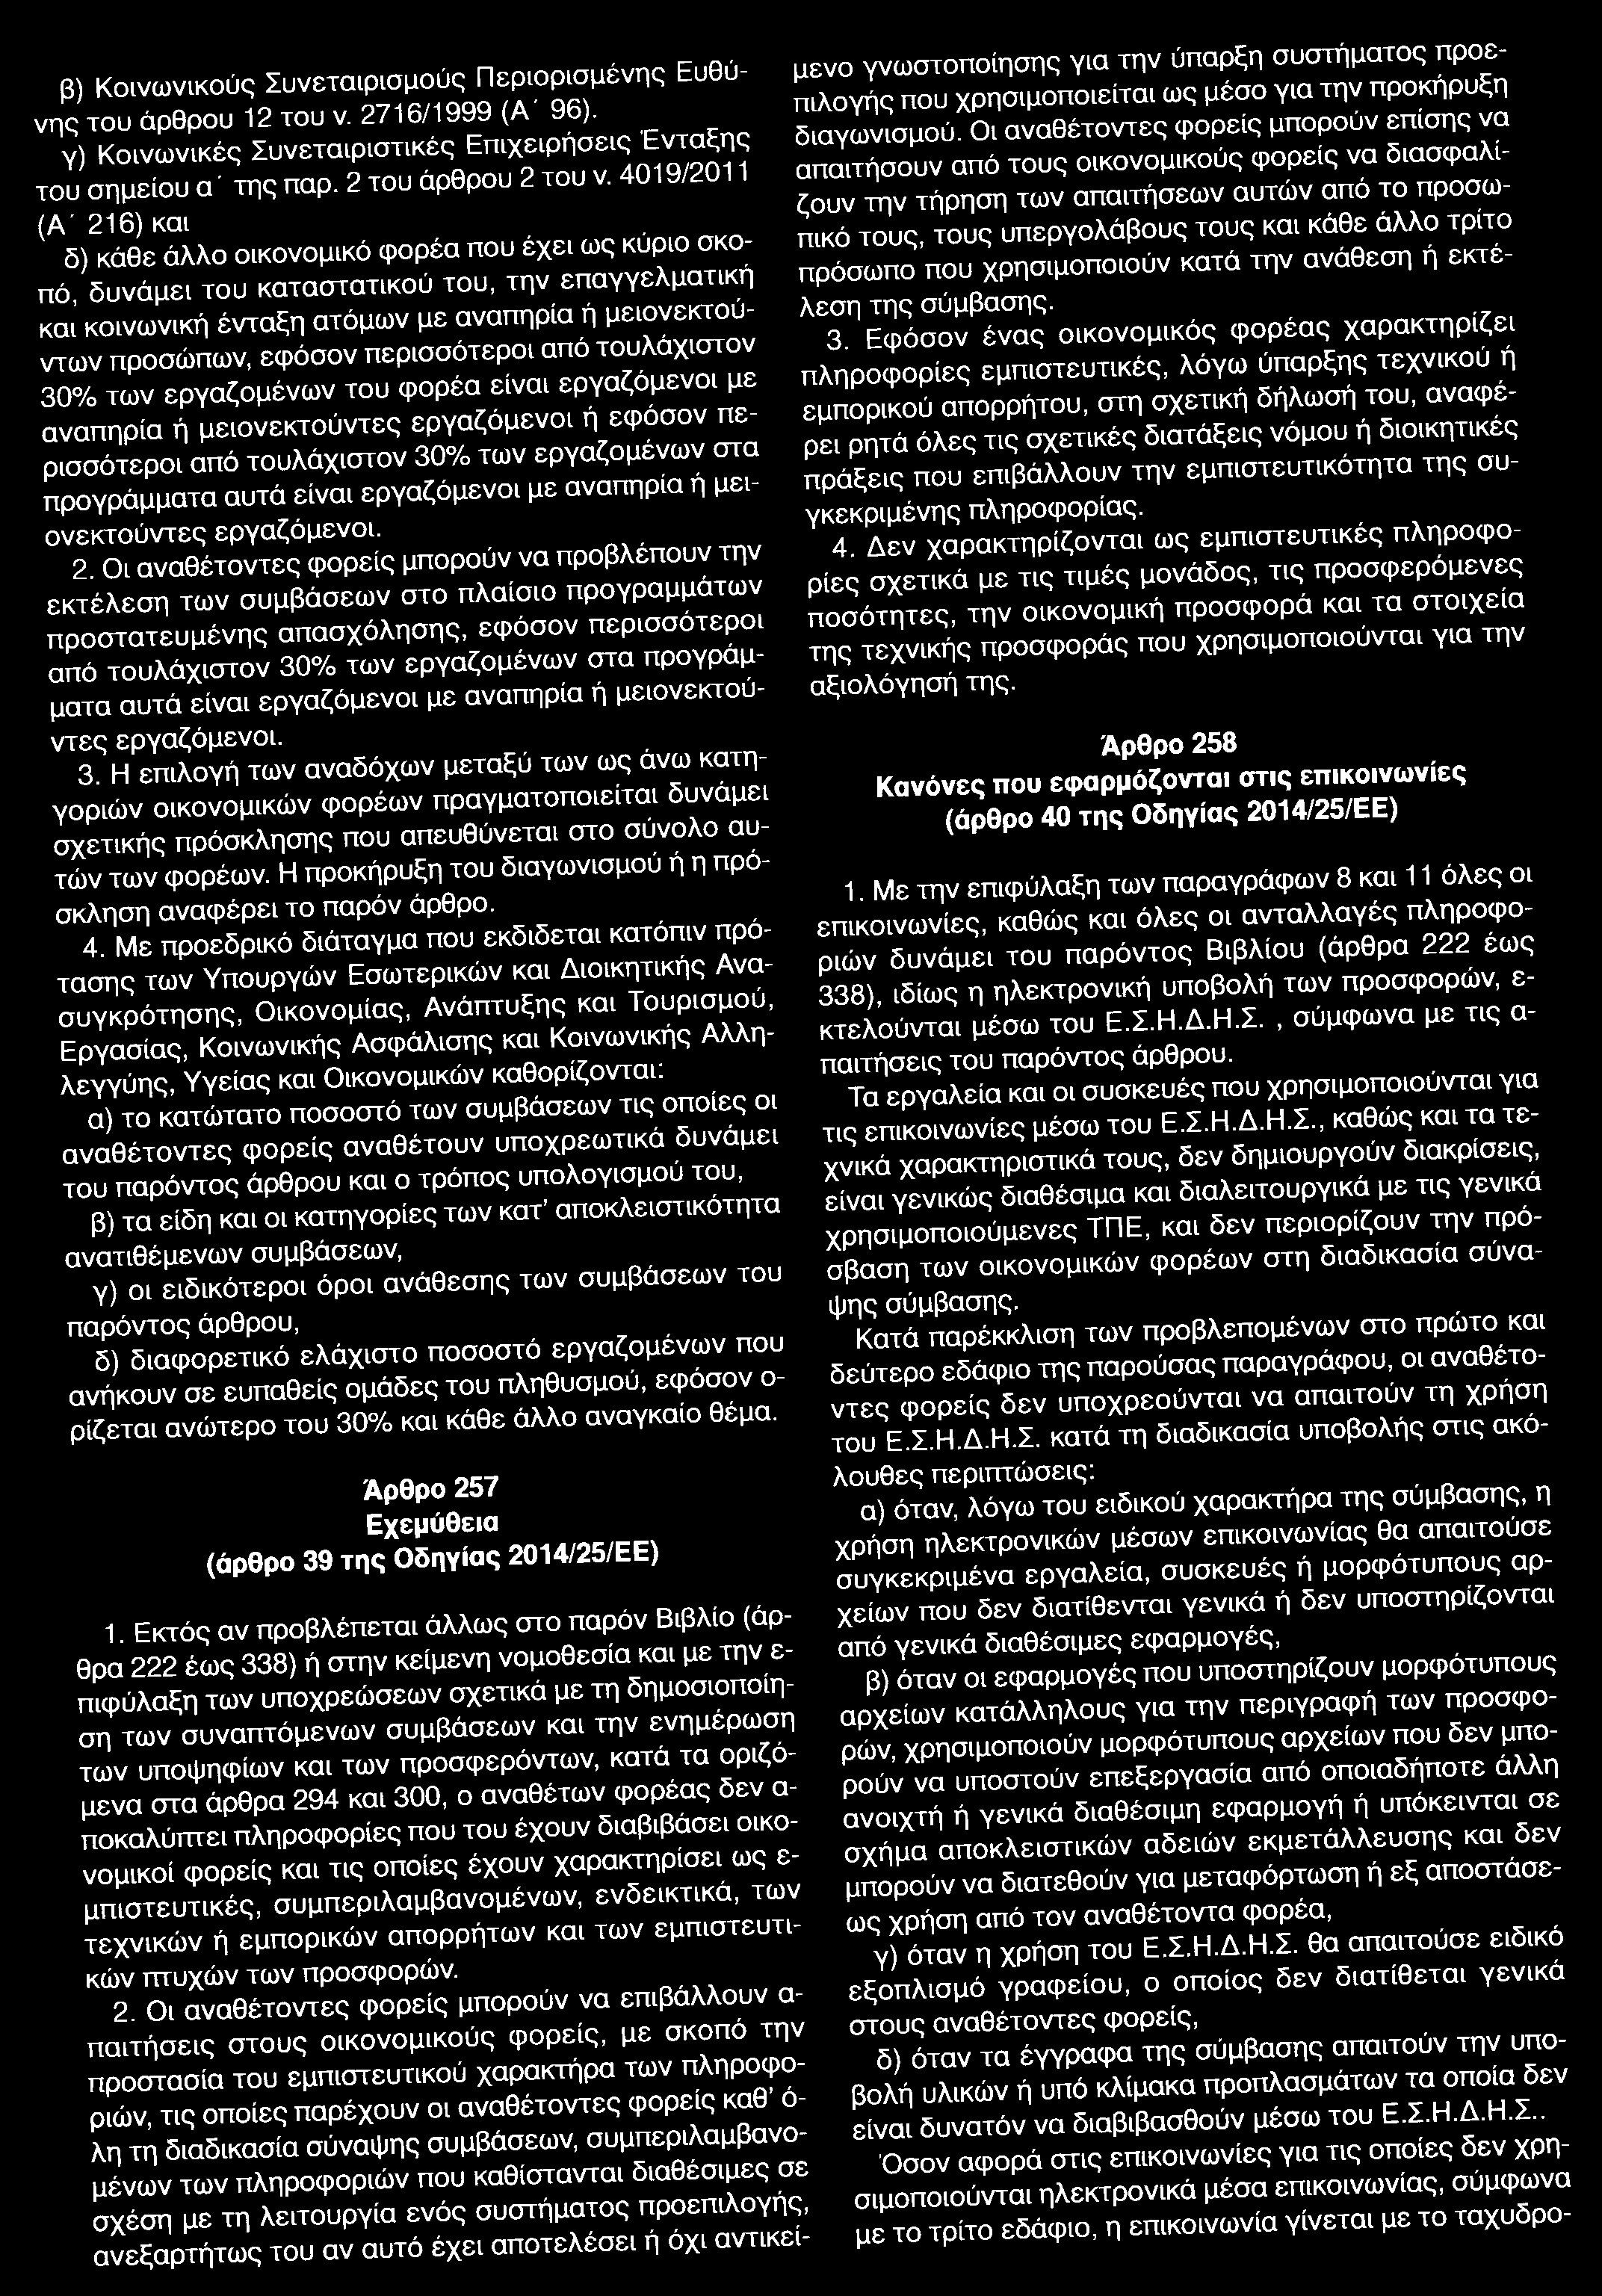 β) Κοινωνικούς Συνεταιρισμούς Περιορισμένης Ευθύ-
νης του άρθρου 12 του ν. 2716/1999 (Α΄ 96).
γ) Κοινωνικές Συνεταιριστικές Επιχειρήσεις Ένταξης
του σημείου α΄ της παρ. 2 του άρθρου 2 του ν. 4019/2011
(Α΄ 216) και
δ) κάθε άλλο οικονομικό φορέα που έχει ως κύριο σκο-
πό, δυνάμει του καταστατικού του, την επαγγελματική
και κοινωνική ένταξη ατόμων με αναπηρία ή μειονεκτού-
ντων προσώπων, εφόσον περισσότεροι από τουλάχιστον
30% των εργαζομένων του φορέα είναι εργαζόμενοι με
αναπηρία ή μειονεκτούντες εργαζόμενοι ή εφόσον πε-
ρισσότεροι από τουλάχιστον 30% των εργαζομένων στα
προγράμματα αυτά είναι εργαζόμενοι με αναπηρία ή μει-
ονεκτούντες εργαζόμενοι.
2. Οι αναθέτοντες φορείς μπορούν να προβλέπουν την
εκτέλεση των συμβάσεων στο πλαίσιο προγραμμάτων
προστατευμένης απασχόλησης, εφόσον περισσότεροι
από τουλάχιστον 30% των εργαζομένων στα προγράμ-
ματα αυτά είναι εργαζόμενοι με αναπηρία ή μειονεκτού-
ντες εργαζόμενοι.
3. Η επιλογή των αναδόχων μεταξύ των ως άνω κατη-
γοριών οικονομικών φορέων πραγματοποιείται δυνάμει
σχετικής πρόσκλησης που απευθύνεται στο σύνολο αυ-
τών των φορέων. Η προκήρυξη του διαγωνισμού ή η πρό-
σκληση αναφέρει το παρόν άρθρο.
4. Με προεδρικό διάταγμα που εκδιδεται κατόπιν πρό-
τασης των Υπουργών Εσωτερικών και Διοικητικής Ανα-
συγκρότησης, Οικονομίας, Ανάπτυξης και Τουρισμού,
Εργασίας, Κοινωνικής Ασφάλισης και Κοινωνικής Αλλη-
λεγγύης, Υγείας και Οικονομικών καθορίζονται:
α) το κατώτατο ποσοστό των συμβάσεων τις οποίες οι
αναθέτοντες φορείς αναθέτουν υποχρεωτικά δυνάμει
του παρόντος άρθρου και ο τρόπος υπολογισμού του,
β) τα είδη και οι κατηγορίες των κατ’ αποκλειστικότητα
ανατιθέμενων συμβάσεων,
γ) οι ειδικότεροι όροι ανάθεσης των συμβάσεων του
παρόντος άρθρου,
δ) διαφορετικό ελάχιστο ποσοστό εργαζομένων που
ανήκουν σε ευπαθείς ομάδες του πληθυσμού, εφόσον ο-
ρίζεται ανώτερο του 30% και κάθε άλλο αναγκαίο θέμα.
Άρθρο 257
Εχεμύθεια
(άρθρο 39 της Οδηγίας 2014/25/ΕΕ)
1. Εκτός αν προβλέπεται άλλως στο παρόν Βιβλίο (άρ-
θρα 222 έως 338) ή στην κείμενη νομοθεσία και με την ε-
πιφύλαξη των υποχρεώσεων σχετικά με τη δημοσιοποίη-
ση των συναπτόμενων συμβάσεων και την ενημέρωση
των υποψηφίων και των προσφερόντων, κατά τα οριζό-
μενα στα άρθρα 294 και 300, ο αναθέτων φορέας δεν α-
ποκαλύπτει πληροφορίες που του έχουν διαβιβάσει οικο-
νομικοί φορείς και τις οποίες έχουν χαρακτηρίσει ως ε-
μπιστευτικές, συμπεριλαμβανομένων, ενδεικτικά, των
τεχνικών ή εμπορικών απορρήτων και των εμπιστευτι-
κών πτυχών των προσφορών.
2. Οι αναθέτοντες φορείς μπορούν να επιβάλλουν α-
παιτήσεις στους οικονομικούς φορείς, με σκοπό την
προστασία του εμπιστευτικού χαρακτήρα των πληροφο-
ριών, τις οποίες παρέχουν οι αναθέτοντες φορείς καθ’ ό-
λη τη διαδικασία σύναψης συμβάσεων, συμπεριλαμβανο-
μένων των πληροφοριών που καθίστανται διαθέσιμες σε
σχέση με τη λειτουργία ενός συστήματος προεπιλογής,
ανεξαρτήτως του αν αυτό έχει αποτελέσει ή όχι αντικεί-
μενο γνωστοποίησης για την ύπαρξη συστήματος προε-
πιλογής που χρησιμοποιείται ως μέσο για την προκήρυξη
διαγωνισμού. Οι αναθέτοντες φορείς μπορούν επίσης να
απαιτήσουν από τους οικονομικούς φορείς να διασφαλί-
ζουν την τήρηση των απαιτήσεων αυτών από το προσω-
πικό τους, τους υπεργολάβους τους και κάθε άλλο τρίτο
πρόσωπο που χρησιμοποιούν κατά την ανάθεση ή εκτέ-
λεση της σύμβασης.
3. Εφόσον ένας οικονομικός φορέας χαρακτηρίζει
πληροφορίες εμπιστευτικές, λόγω ύπαρξης τεχνικού ή
εμπορικού απορρήτου, στη σχετική δήλωσή του, αναφέ-
ρει ρητά όλες τις σχετικές διατάξεις νόμου ή διοικητικές
πράξεις που επιβάλλουν την εμπιστευτικότητα της συ-
γκεκριμένης πληροφορίας.
4. Δεν χαρακτηρίζονται ως εμπιστευτικές πληροφο-
ρίες σχετικά με τις τιμές μονάδος, τις προσφερόμενες
ποσότητες, την οικονομική προσφορά και τα στοιχεία
της τεχνικής προσφοράς που χρησιμοποιούνται για την
αξιολόγησή της.
Άρθρο 258
Κανόνες που εφαρμόζονται στις επικοινωνίες
(άρθρο 40 της Οδηγίας 2014/25/ΕΕ)
1. Με την επιφύλαξη των παραγράφων 8 και 11 όλες οι
επικοινωνίες, καθώς και όλες οι ανταλλαγές πληροφο-
ριών δυνάμει του παρόντος Βιβλίου (άρθρα 222 έως
338), ιδίως η ηλεκτρονική υποβολή των προσφορών, ε-
κτελούνται μέσω του Ε.Σ.Η.Δ.Η.Σ. , σύμφωνα με τις α-
παιτήσεις του παρόντος άρθρου.
Τα εργαλεία και οι συσκευές που χρησιμοποιούνται για
τις επικοινωνίες μέσω του Ε.Σ.Η.Δ.Η.Σ., καθώς και τα τε-
χνικά χαρακτηριστικά τους, δεν δημιουργούν διακρίσεις,
είναι γενικώς διαθέσιμα και διαλειτουργικά με τις γενικά
χρησιμοποιούμενες ΤΠΕ, και δεν περιορίζουν την πρό-
σβαση των οικονομικών φορέων στη διαδικασία σύνα-
ψης σύμβασης.
Κατά παρέκκλιση των προβλεπομένων στο πρώτο και
δεύτερο εδάφιο της παρούσας παραγράφου, οι αναθέτο-
ντες φορείς δεν υποχρεούνται να απαιτούν τη χρήση
του Ε.Σ.Η.Δ.Η.Σ. κατά τη διαδικασία υποβολής στις ακό-
λουθες περιπτώσεις:
α) όταν, λόγω του ειδικού χαρακτήρα της σύμβασης, η
χρήση ηλεκτρονικών μέσων επικοινωνίας θα απαιτούσε
συγκεκριμένα εργαλεία, συσκευές ή μορφότυπους αρ-
χείων που δεν διατίθενται γενικά ή δεν υποστηρίζονται
από γενικά διαθέσιμες εφαρμογές,
β) όταν οι εφαρμογές που υποστηρίζουν μορφότυπους
αρχείων κατάλληλους για την περιγραφή των προσφο-
ρών, χρησιμοποιούν μορφότυπους αρχείων που δεν μπο-
ρούν να υποστούν επεξεργασία από οποιαδήποτε άλλη
ανοιχτή ή γενικά διαθέσιμη εφαρμογή ή υπόκεινται σε
σχήμα αποκλειστικών αδειών εκμετάλλευσης και δεν
μπορούν να διατεθούν για μεταφόρτωση ή εξ αποστάσε-
ως χρήση από τον αναθέτοντα φορέα,
γ) όταν η χρήση του Ε.Σ.Η.Δ.Η.Σ. θα απαιτούσε ειδικό
εξοπλισμό γραφείου, ο οποίος δεν διατίθεται γενικά
στους αναθέτοντες φορείς,
δ) όταν τα έγγραφα της σύμβασης απαιτούν την υπο-
βολή υλικών ή υπό κλίμακα προπλασμάτων τα οποία δεν
είναι δυνατόν να διαβιβασθούν μέσω του Ε.Σ.Η.Δ.Η.Σ..
Όσον αφορά στις επικοινωνίες για τις οποίες δεν χρη-
σιμοποιούνται ηλεκτρονικά μέσα επικοινωνίας, σύμφωνα
με το τρίτο εδάφιο, η επικοινωνία γίνεται με το ταχυδρο-